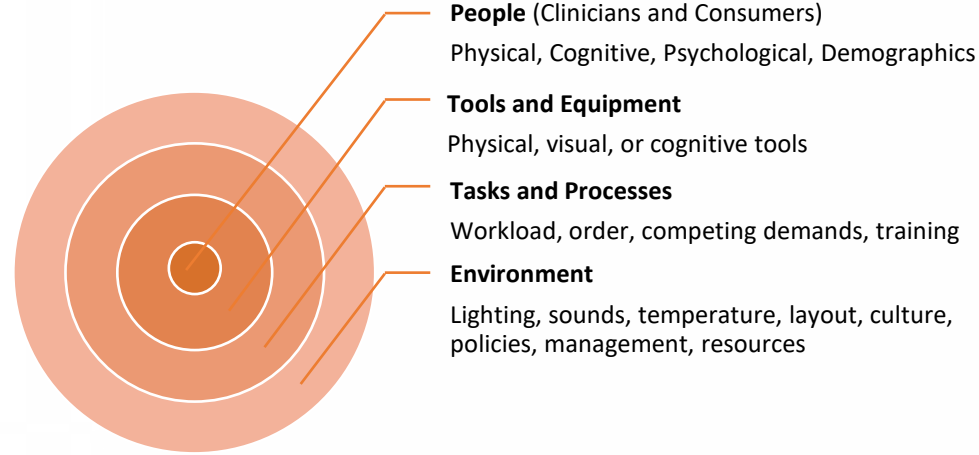 People (Clinicians and Consumers)
Physical, Cognitive, Psychological, Demographics
Tools and Equipment
Physical, visual, or cognitive tools
Tasks and Processes
Workload, order, competing demands, training
Environment
Lighting, sounds, temperature, layout, culture,
policies, management, resources